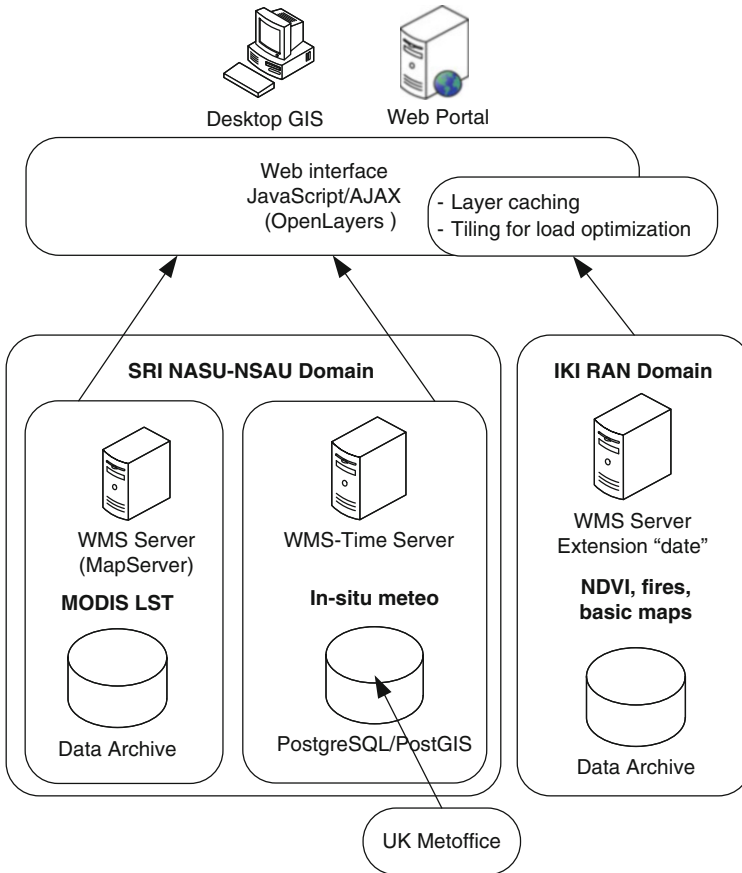 Desktop GIS
Web Portal
Web interface
JavaScript/AJAX
(OpenLayers )
- Layer caching
- Tiling for load optimization
SRI NASU-NSAU Domain
WMS Server
(MapServer)
MODIS LST
Data Archive
WMS-Time Server
In-situ meteo
PostgreSQL/PostGIS
UK Metoffice
IKI RAN Domain
WMS Server
Extension “date”
NDVI, fires,
basic maps
Data Archive